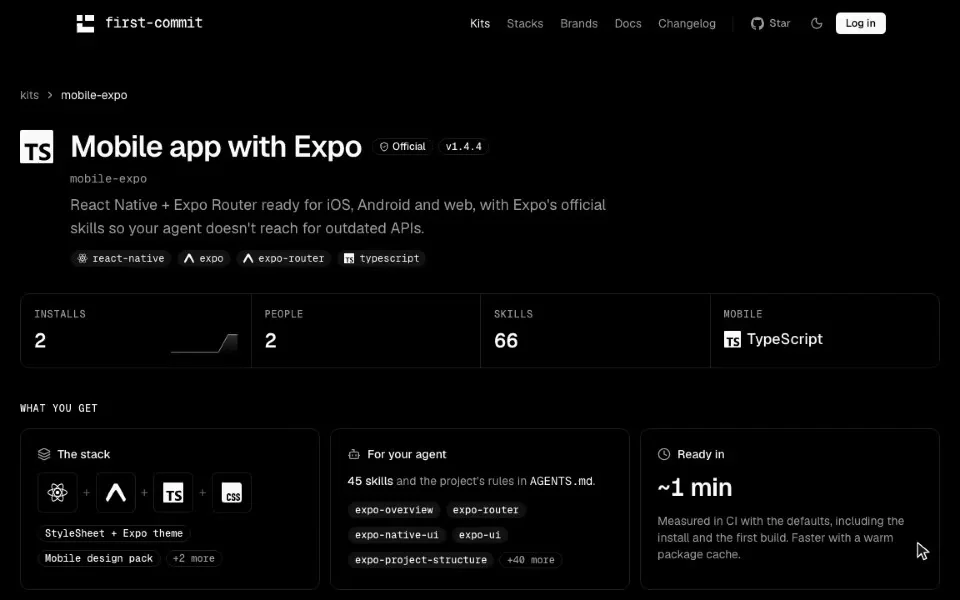 first-commit
Kits Stacks Brands Docs Changelog Star Log in
kits > mobile-expo
TS Mobile app with Expo Official v1.4.4
mobile-expo
React Native + Expo Router ready for iOS, Android and web, with Expo's official
skills so your agent doesn't reach for outdated APIs.
react-native expo expo-router TS typescript
INSTALLS PEOPLE SKILLS MOBILE
2 2 66 TS TypeScript
WHAT YOU GET
The stack
+ + TS + CSS
StyleSheet + Expo theme
Mobile design pack +2 more
For your agent
45 skills and the project's rules in AGENTS.md.
expo-overview expo-router
expo-native-ui expo-ui
expo-project-structure +40 more
Ready in
~1 min
Measured in CI with the defaults, including the
install and the first build. Faster with a warm
package cache.